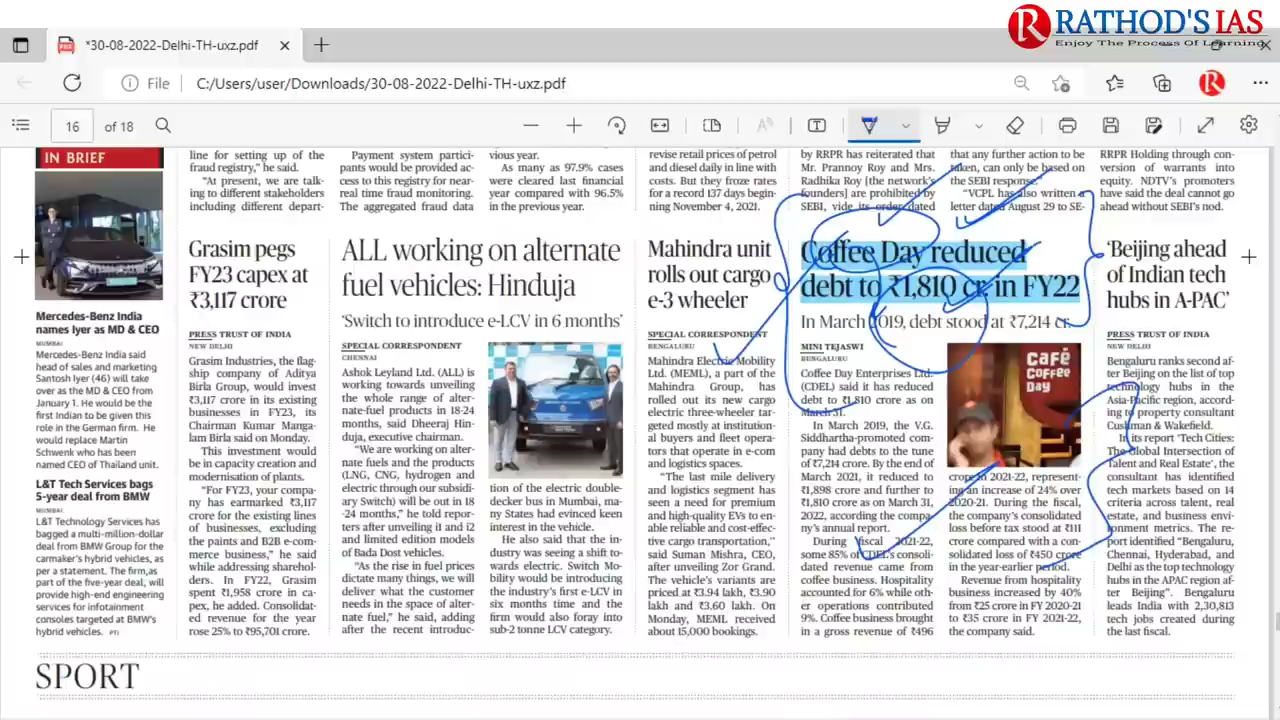 RATHOD'S IAS
Enjoy The Process Of Learning
*30-08-2022-Delhi-TH-uxz.pdf
File
C:/Users/user/Downloads/30-08-2022-Delhi-TH-uxz.pdf
16
of 18
IN BRIEF
Mercedes-Benz India
names Iyer as MD & CEO
MUMBAI
Mercedes-Benz India said
head of sales and marketing
Santosh Iyer (46) will take
over as the MD & CEO from
January 1. He would be the
first Indian to be given this
role in the German firm. He
would replace Martin
Schwenk who has been
named CEO of Thailand unit.
L&T Tech Services bags
5-year deal from BMW
MUMBAI
L&T Technology Services has
bagged a multi-million-dollar
deal from BMW Group for the
carmaker's hybrid vehicles, as
per a statement. The firm,as
part of the five-year deal, will
provide high-end engineering
services for infotainment
consoles targeted at BMW's
hybrid vehicles. PTI
line for setting up of the
fraud registry," he said.
"At present, we are talk-
ing to different stakeholders
including different depart-
Payment system partici-
pants would be provided ac-
cess to this registry for near-
real time fraud monitoring.
The aggregated fraud data
vious year.
As many as 97.9% cases
were cleared last financial
year compared with 96.5%
in the previous year.
revise retail prices of petrol
and diesel daily in line with
costs. But they froze rates
for a record 137 days begin-
ning November 4, 2021.
by RRPR has reiterated that
Mr. Prannoy Roy and Mrs.
Radhika Roy [the network's
founders] are prohibited by
SEBI, vide its order dated
that any further action to be
taken, can only be based on
the SEBI response.
"VCPL has also written a
letter dated August 29 to SE-
RRPR Holding through con-
version of warrants into
equity. NDTV's promoters
have said the deal cannot go
ahead without SEBI's nod.
Grasim pegs
FY23 capex at
₹3,117 crore
PRESS TRUST OF INDIA
NEW DELHI
Grasim Industries, the flag-
ship company of Aditya
Birla Group, would invest
₹3,117 crore in its existing
businesses in FY23, its
Chairman Kumar Manga-
lam Birla said on Monday.
This investment would
be in capacity creation and
modernisation of plants.
"For FY23, your compa-
ny has earmarked ₹3,117
crore for the existing lines
of businesses, excluding
the paints and B2B e-com-
merce business," he said
while addressing sharehol-
ders. In FY22, Grasim
spent ₹1,958 crore in ca-
pex, he added. Consolidat-
ed revenue for the year
rose 25% to ₹95,701 crore.
ALL working on alternate
fuel vehicles: Hinduja
'Switch to introduce e-LCV in 6 months'
SPECIAL CORRESPONDENT
CHENNAI
Ashok Leyland Ltd. (ALL) is
working towards unveiling
the whole range of alter-
nate-fuel products in 18-24
months, said Dheeraj Hin-
duja, executive chairman.
"We are working on alter-
nate fuels and the products
(LNG, CNG, hydrogen and
electric through our subsidi-
ary Switch) will be out in 18
-24 months," he told repor-
ters after unveiling i1 and i2
and limited edition models
of Bada Dost vehicles.
"As the rise in fuel prices
dictate many things, we will
deliver what the customer
needs in the space of alter-
nate fuel," he said, adding
after the recent introduc-
tion of the electric double-
decker bus in Mumbai, ma-
ny States had evinced keen
interest in the vehicle.
He also said that the in-
dustry was seeing a shift to-
wards electric. Switch Mo-
bility would be introducing
the industry's first e-LCV in
six months time and the
firm would also foray into
sub-2 tonne LCV category.
Mahindra unit
rolls out cargo
e-3 wheeler
SPECIAL CORRESPONDENT
BENGALURU
Mahindra Electric Mobility
Ltd. (MEML), a part of the
Mahindra Group, has
rolled out its new cargo
electric three-wheeler tar-
geted mostly at institution-
al buyers and fleet opera-
tors that operate in e-com
and logistics spaces.
"The last mile delivery
and logistics segment has
seen a need for premium
and high-quality EVs to en-
able reliable and cost-effec-
tive cargo transportation,"
said Suman Mishra, CEO,
after unveiling Zor Grand.
The vehicle's variants are
priced at ₹3.94 lakh, ₹3.90
lakh and ₹3.60 lakh. On
Monday, MEML received
about 15,000 bookings.
Coffee Day reduced
debt to ₹1,810 cr. in FY22
In March 2019, debt stood at ₹7,214 cr.
MINI TEJASWI
BENGALURU
Coffee Day Enterprises Ltd.
(CDEL) said it has reduced
debt to ₹1,810 crore as on
March 31.
In March 2019, the V.G.
Siddhartha-promoted com-
pany had debts to the tune
of ₹7,214 crore. By the end of
March 2021, it reduced to
₹1,898 crore and further to
₹1,810 crore as on March 31,
2022, according the compa-
ny's annual report.
During fiscal 2021-22,
some 85% of CDEL's consoli-
dated revenue came from
coffee business. Hospitality
accounted for 6% while oth-
er operations contributed
9%. Coffee business brought
in a gross revenue of ₹496
Café
Coffee
Day
crore in 2021-22, represent-
ing an increase of 24% over
2020-21. During the fiscal,
the company's consolidated
loss before tax stood at ₹111
crore compared with a con-
solidated loss of ₹450 crore
in the year-earlier period.
Revenue from hospitality
business increased by 40%
from ₹25 crore in FY 2020-21
to ₹35 crore in FY 2021-22,
the company said.
'Beijing ahead
of Indian tech
hubs in A-PAC'
PRESS TRUST OF INDIA
NEW DELHI
Bengaluru ranks second af-
ter Beijing on the list of top
technology hubs in the
Asia-Pacific region, accord-
ing to property consultant
Cushman & Wakefield.
In its report 'Tech Cities:
The Global Intersection of
Talent and Real Estate', the
consultant has identified
tech markets based on 14
criteria across talent, real
estate, and business envi-
ronment metrics. The re-
port identified "Bengaluru,
Chennai, Hyderabad, and
Delhi as the top technology
hubs in the APAC region af-
ter Beijing". Bengaluru
leads India with 2,30,813
tech jobs created during
the last fiscal.
SPORT